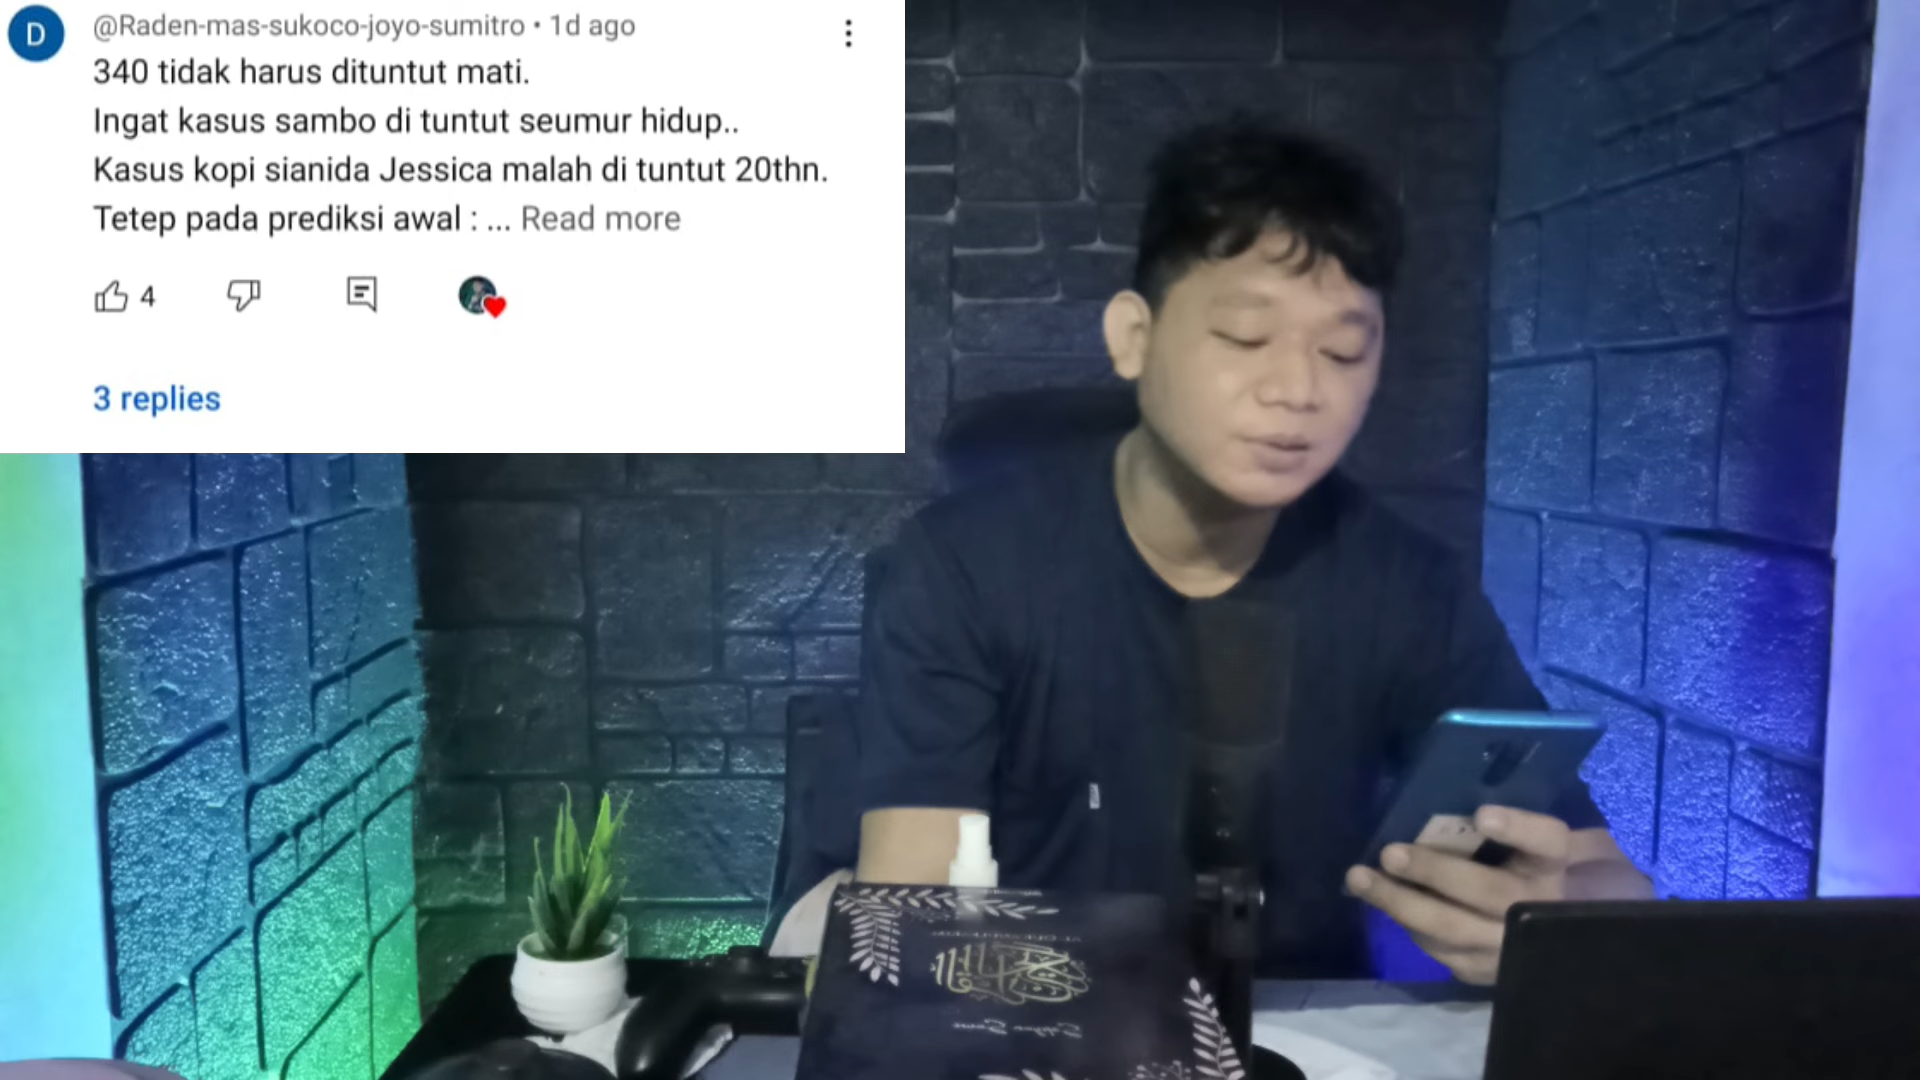 D
@Raden-mas-sukoco-joyo-sumitro • 1d ago
340 tidak harus dituntut mati.
Ingat kasus sambo di tuntut seumur hidup..
Kasus kopi sianida Jessica malah di tuntut 20thn.
Tetep pada prediksi awal : ... Read more
4
3 replies